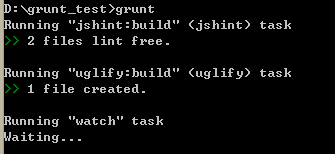 D:\grunt_test>grunt
Running "jshint:build" (jshint) task
>> 2 files lint free.
Running "uglify:build" (uglify) task
>> 1 file created.
Running "watch" task
Waiting...